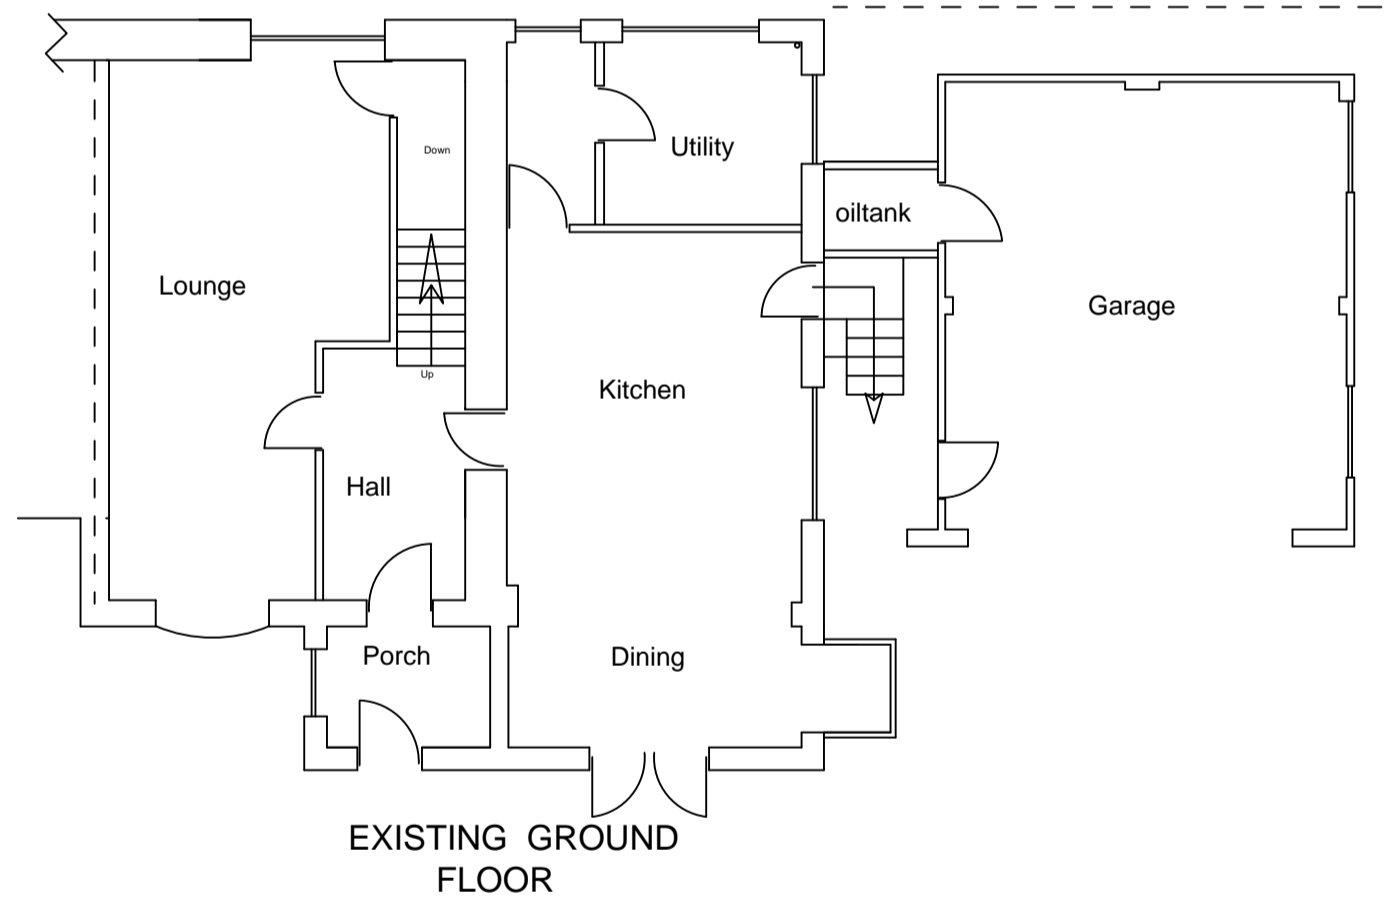 Utility
Down
oiltank
Lounge
Garage
Up
Kitchen
Hall
Porch
Dining
EXISTING GROUND
FLOOR